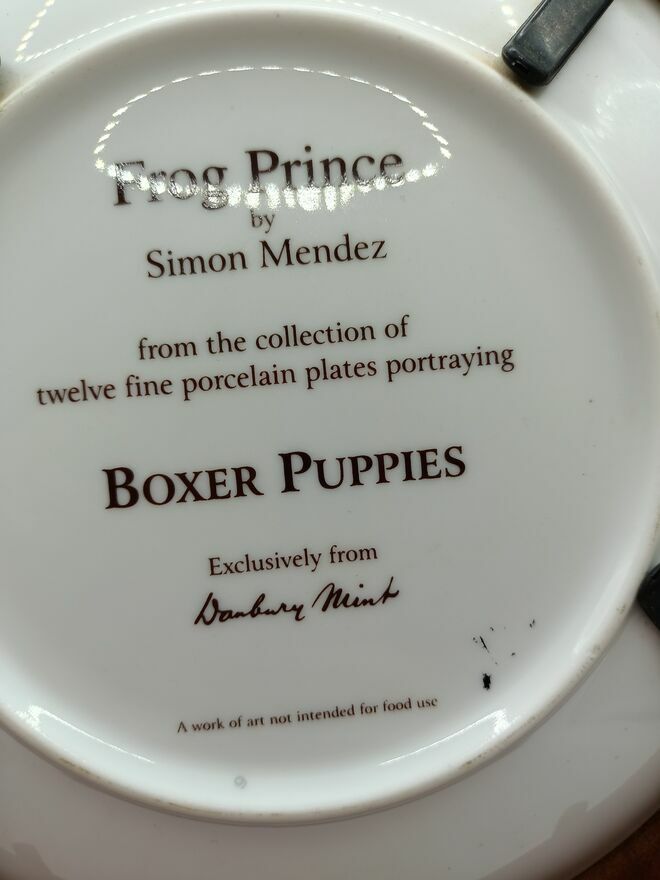 Frog Prince
by
Simon Mendez
from the collection of
twelve fine porcelain plates portraying
BOXER PUPPIES
Exclusively from
Danbury Mint
A work of art not intended for food use